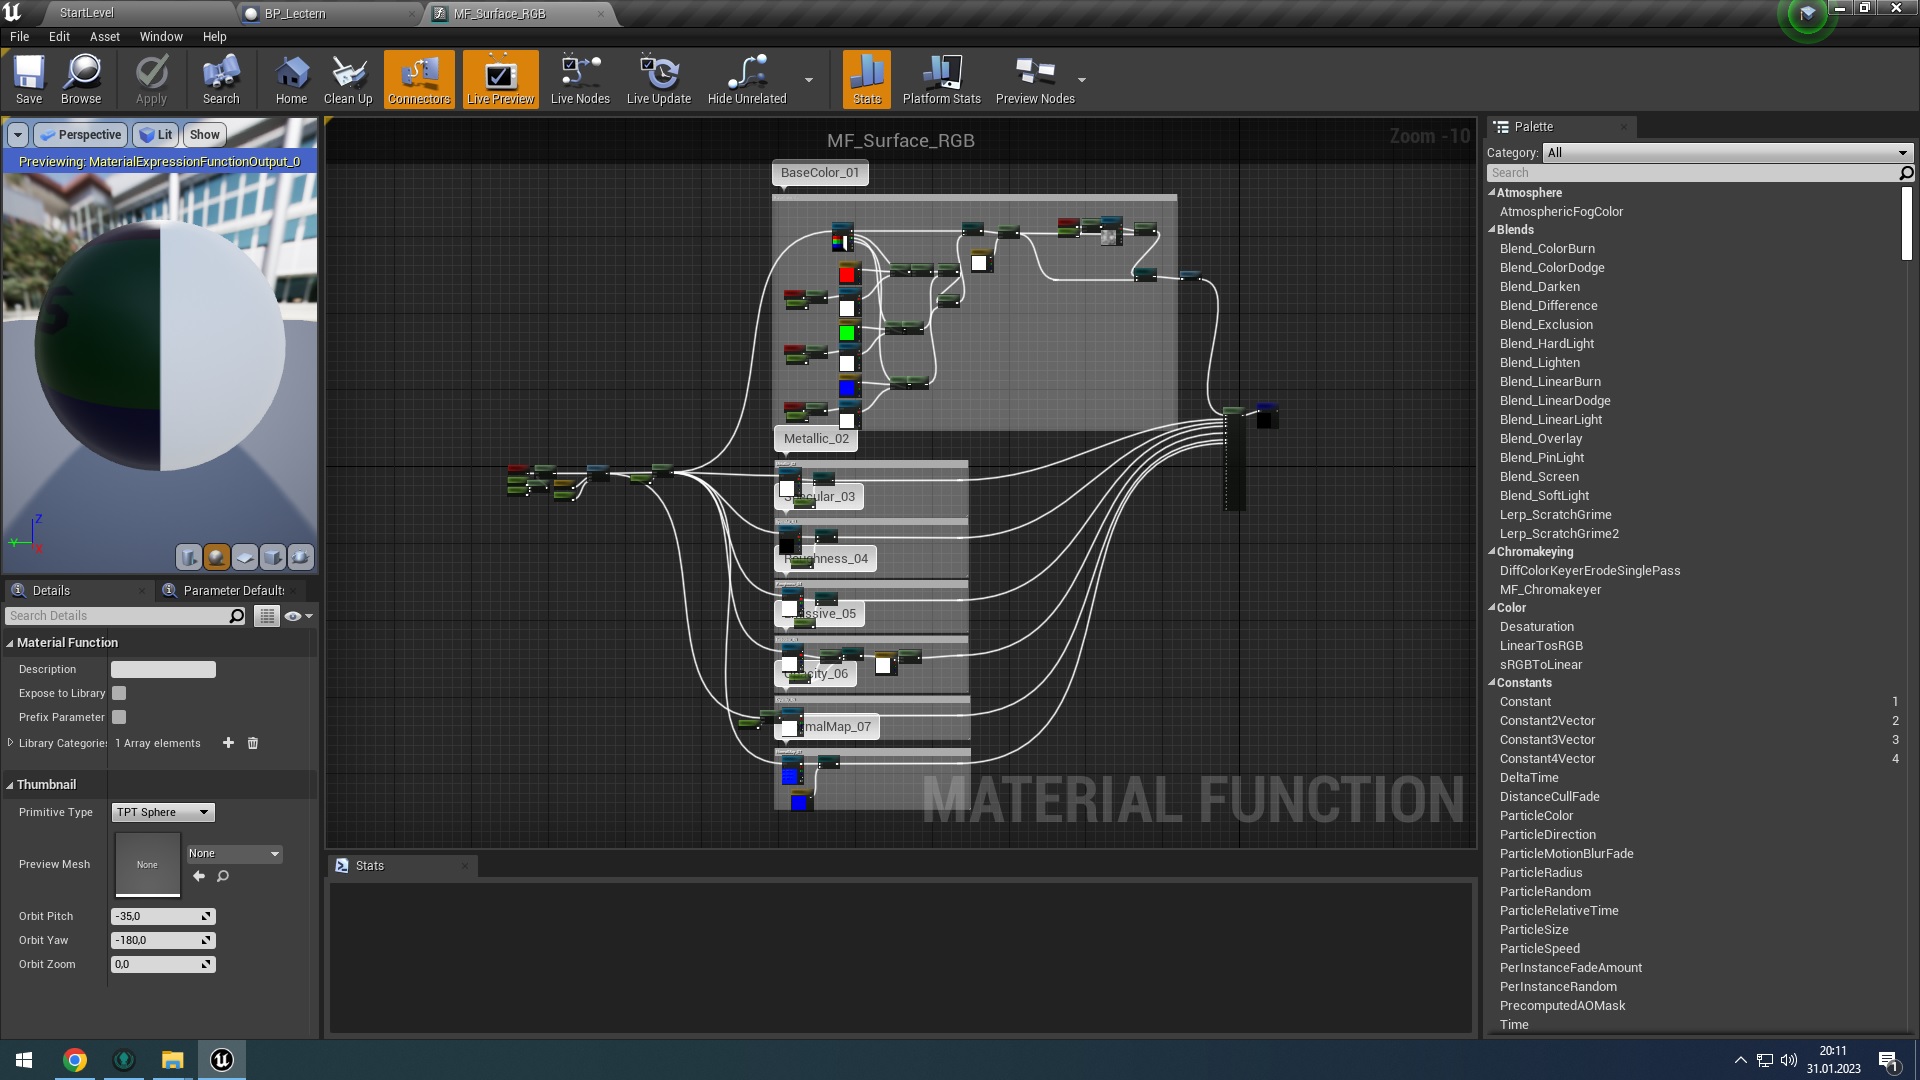 StartLevel
BP_Lectern
MF_Surface_RGB
File Edit Asset Window Help
Save Browse Apply Search Home Clean Up Connectors Live Preview Live Nodes Live Update Hide Unrelated Stats Platform Stats Preview Nodes
Perspective Lit Show
Previewing: MaterialExpressionFunctionOutput_0
Z
Y
X
Details
Parameter Default
Search Details
Material Function
Description
Expose to Library
Prefix Parameter
Library Categorie 1 Array elements
Thumbnail
Primitive Type TPT Sphere
Preview Mesh None None
Orbit Pitch -35,0
Orbit Yaw -180,0
Orbit Zoom 0,0
MF_Surface_RGB
Zoom -10
BaseColor_01
Metallic_02
cular_03
Roughness_04
ssive_05
city_06
malMap_07
MATERIAL FUNCTION
Stats
Palette
Category: All
Search
Atmosphere
AtmosphericFogColor
Blends
Blend_ColorBurn
Blend_ColorDodge
Blend_Darken
Blend_Difference
Blend_Exclusion
Blend_HardLight
Blend_Lighten
Blend_LinearBurn
Blend_LinearDodge
Blend_LinearLight
Blend_Overlay
Blend_PinLight
Blend_Screen
Blend_SoftLight
Lerp_ScratchGrime
Lerp_ScratchGrime2
Chromakeying
DiffColorKeyerErodeSinglePass
MF_Chromakeyer
Color
Desaturation
LinearTosRGB
sRGBToLinear
Constants
Constant 1
Constant2Vector 2
Constant3Vector 3
Constant4Vector 4
DeltaTime
DistanceCullFade
ParticleColor
ParticleDirection
ParticleMotionBlurFade
ParticleRadius
ParticleRandom
ParticleRelativeTime
ParticleSize
ParticleSpeed
PerInstanceFadeAmount
PerInstanceRandom
PrecomputedAOMask
Time
20:11
31.01.2023
1